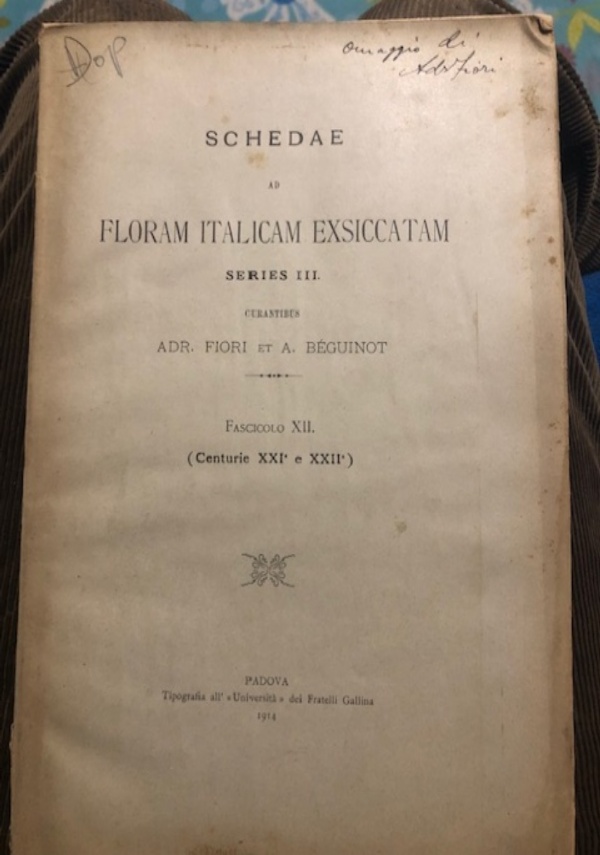 Dop
omaggio di
Adr. Fiori
SCHEDAE
AD
FLORAM ITALICAM EXSICCATAM
SERIES III.
CURANTIBUS
ADR. FIORI ET A. BÉGUINOT
FASCICOLO XII.
(Centurie XXIª e XXIIª)
PADOVA
Tipografia all' «Università» dei Fratelli Gallina
1914